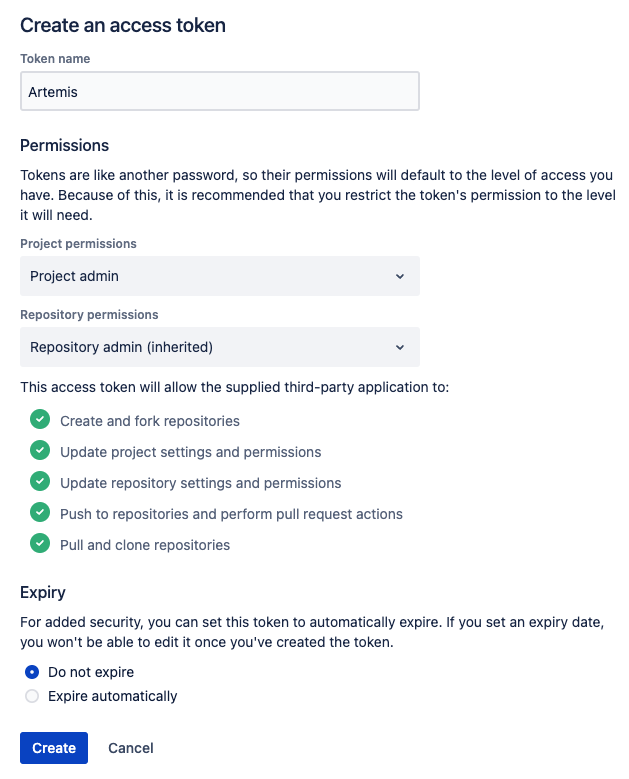 Create an access token
Token name
Artemis
Permissions
Tokens are like another password, so their permissions will default to the level of access you
have. Because of this, it is recommended that you restrict the token's permission to the level
it will need.
Project permissions
Project admin
Repository permissions
Repository admin (inherited)
This access token will allow the supplied third-party application to:
Create and fork repositories
Update project settings and permissions
Update repository settings and permissions
Push to repositories and perform pull request actions
Pull and clone repositories
Expiry
For added security, you can set this token to automatically expire. If you set an expiry date,
you won't be able to edit it once you've created the token.
Do not expire
Expire automatically
Create Cancel